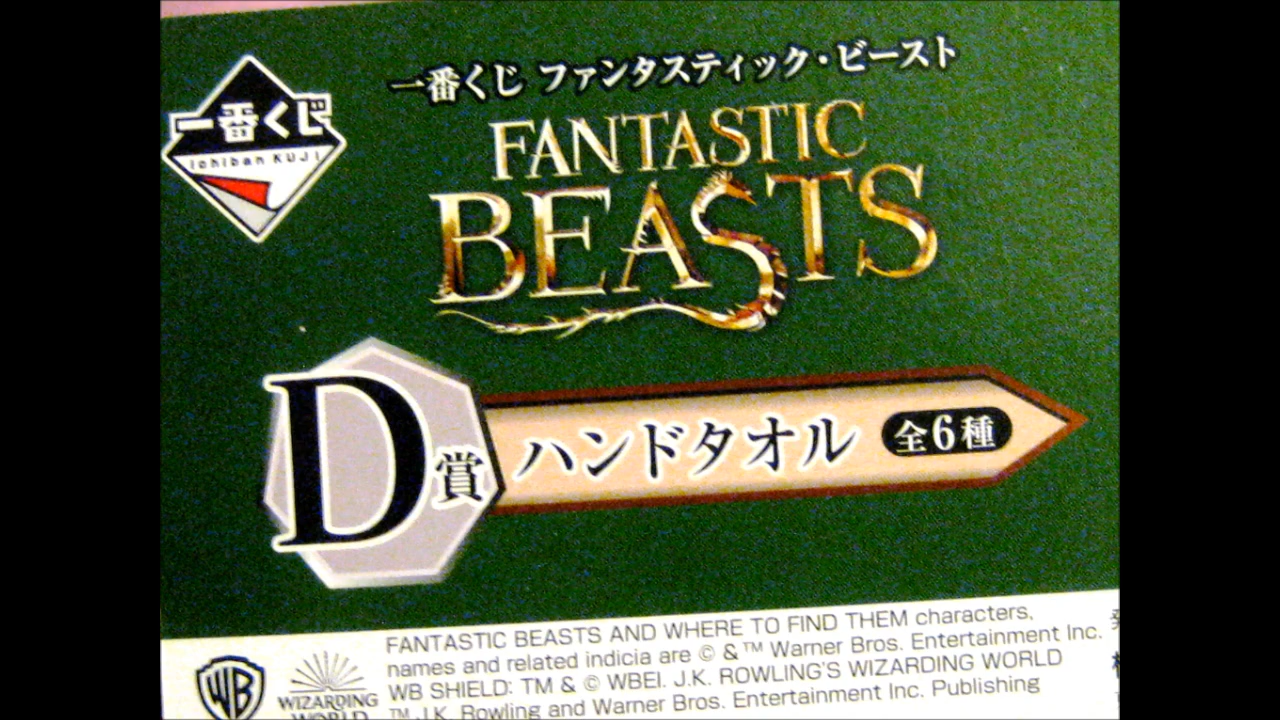 一番くじ ファンタスティック・ビースト
一番くじ
Ichiban KUJI
FANTASTIC
BEASTS
D賞 ハンドタオル 全6種
FANTASTIC BEASTS AND WHERE TO FIND THEM characters,
names and related indicia are © & ™ Warner Bros. Entertainment Inc.
WB SHIELD: TM & © WBEI. J.K. ROWLING'S WIZARDING WORLD
™ J.K. Rowling and Warner Bros. Entertainment Inc. Publishing
WB
WIZARDING
WORLD